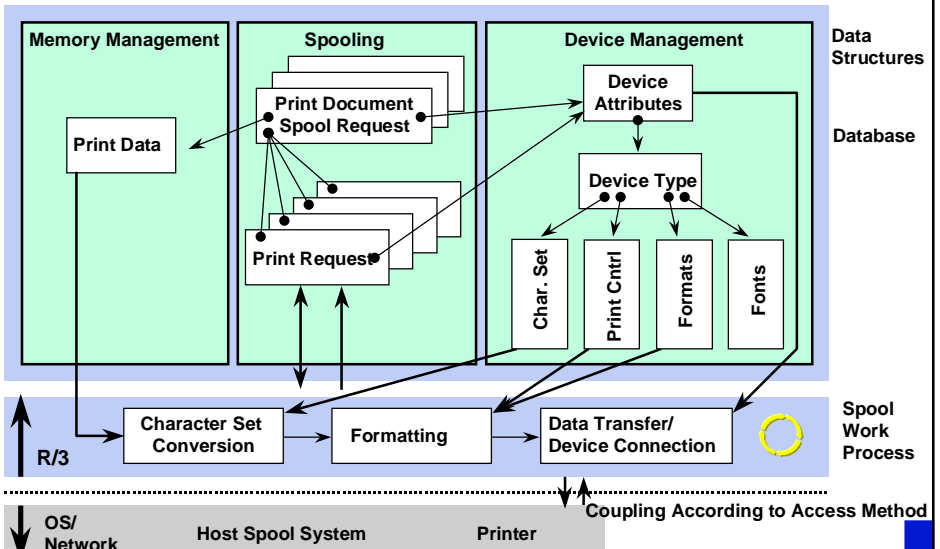 Memory Management
Spooling
Device Management
Data
Structures
Device
Attributes
Print Document
Spool Request
Print Data
Database
Device Type
Print Request
Char. Set
Print Cntrl
Formats
Fonts
Character Set
Conversion
Formatting
Data Transfer/
Device Connection
Spool
Work
Process
R/3
Coupling According to Access Method
OS/
Network
Host Spool System
Printer